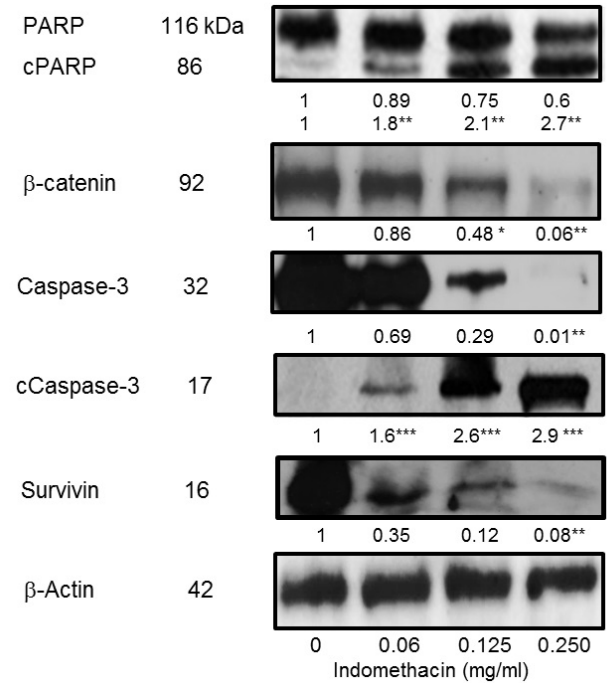 PARP 116 kDa
cPARP 86
1 0.89 0.75 0.6
1 1.8** 2.1** 2.7**
β-catenin 92
1 0.86 0.48 * 0.06**
Caspase-3 32
1 0.69 0.29 0.01**
cCaspase-3 17
1 1.6*** 2.6*** 2.9 ***
Survivin 16
1 0.35 0.12 0.08**
β-Actin 42
0 0.06 0.125 0.250
Indomethacin (mg/ml)